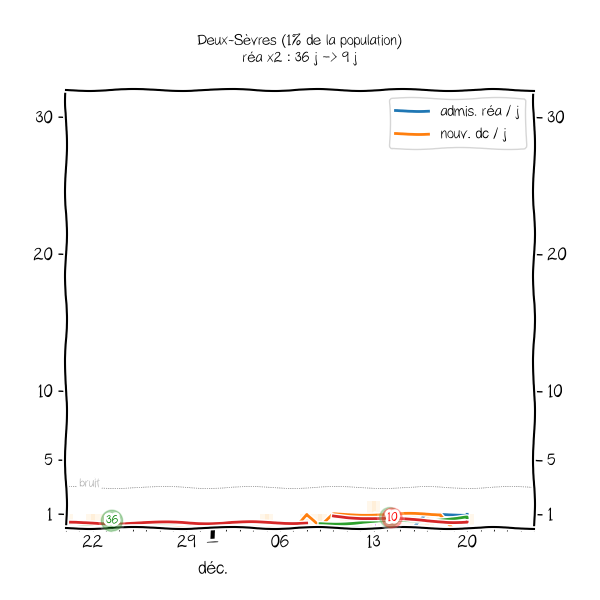 Deux-Sèvres (1% de la population)
réa x2 : 36 j -> 9 j
admis. réa / j
nouv. dc / j
30
30
20
20
10
10
5
5
bruit
1
36
10
1
22
29
06
13
20
déc.